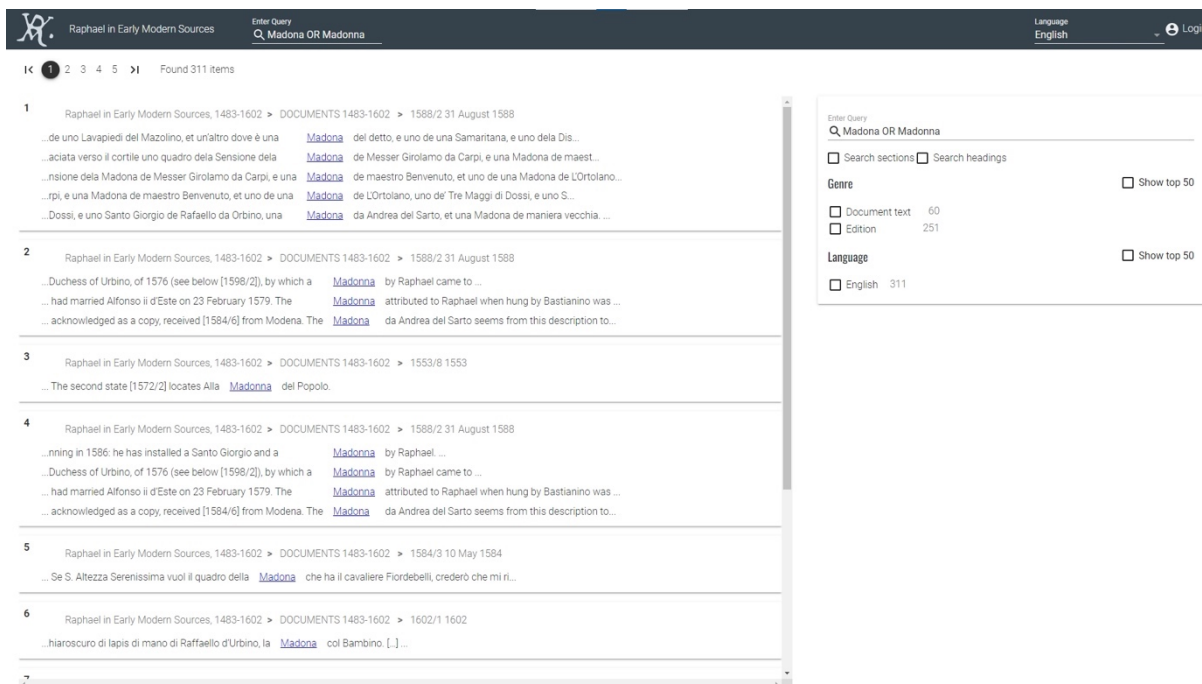 Raphael in Early Modern Sources
Enter Query
Madona OR Madonna
Language
English
Logi
1 2 3 4 5 Found 311 items
1
Raphael in Early Modern Sources, 1483-1602 > DOCUMENTS 1483-1602 > 1588/2 31 August 1588
...de uno Lavapiedi del Mazolino, et un'altro dove è una Madona del detto, e uno de una Samaritana, e uno dela Dis...
...aciata verso il cortile uno quadro dela Sensione dela Madona de Messer Girolamo da Carpi, e una Madona de maest...
...nsione dela Madona de Messer Girolamo da Carpi, e una Madona de maestro Benvenuto, et uno de una Madona de L'Ortolano...
...rpi, e una Madona de maestro Benvenuto, et uno de una Madona de L'Ortolano, uno de' Tre Maggi di Dossi, e uno S...
...Dossi, e uno Santo Giorgio de Rafaello da Orbino, una Madona da Andrea del Sarto, et una Madona de maniera vecchia. ...
2
Raphael in Early Modern Sources, 1483-1602 > DOCUMENTS 1483-1602 > 1588/2 31 August 1588
...Duchess of Urbino, of 1576 (see below [1598/2]), by which a Madonna by Raphael came to ...
... had married Alfonso ii d'Este on 23 February 1579. The Madonna attributed to Raphael when hung by Bastianino was ...
... acknowledged as a copy, received [1584/6] from Modena. The Madona da Andrea del Sarto seems from this description to...
3
Raphael in Early Modern Sources, 1483-1602 > DOCUMENTS 1483-1602 > 1553/8 1553
... The second state [1572/2] locates Alla Madonna del Popolo.
4
Raphael in Early Modern Sources, 1483-1602 > DOCUMENTS 1483-1602 > 1588/2 31 August 1588
...nning in 1586: he has installed a Santo Giorgio and a Madonna by Raphael. ...
...Duchess of Urbino, of 1576 (see below [1598/2]), by which a Madonna by Raphael came to ...
... had married Alfonso ii d'Este on 23 February 1579. The Madonna attributed to Raphael when hung by Bastianino was ...
... acknowledged as a copy, received [1584/6] from Modena. The Madona da Andrea del Sarto seems from this description to...
5
Raphael in Early Modern Sources, 1483-1602 > DOCUMENTS 1483-1602 > 1584/3 10 May 1584
... Se S. Altezza Serenissima vuol il quadro della Madona che ha il cavaliere Fiordebelli, crederò che mi ri...
6
Raphael in Early Modern Sources, 1483-1602 > DOCUMENTS 1483-1602 > 1602/1 1602
...hiaroscuro di lapis di mano di Raffaello d'Urbino, la Madona col Bambino. [...] ...
Enter Query
Madona OR Madonna
Search sections Search headings
Genre Show top 50
Document text 60
Edition 251
Language Show top 50
English 311